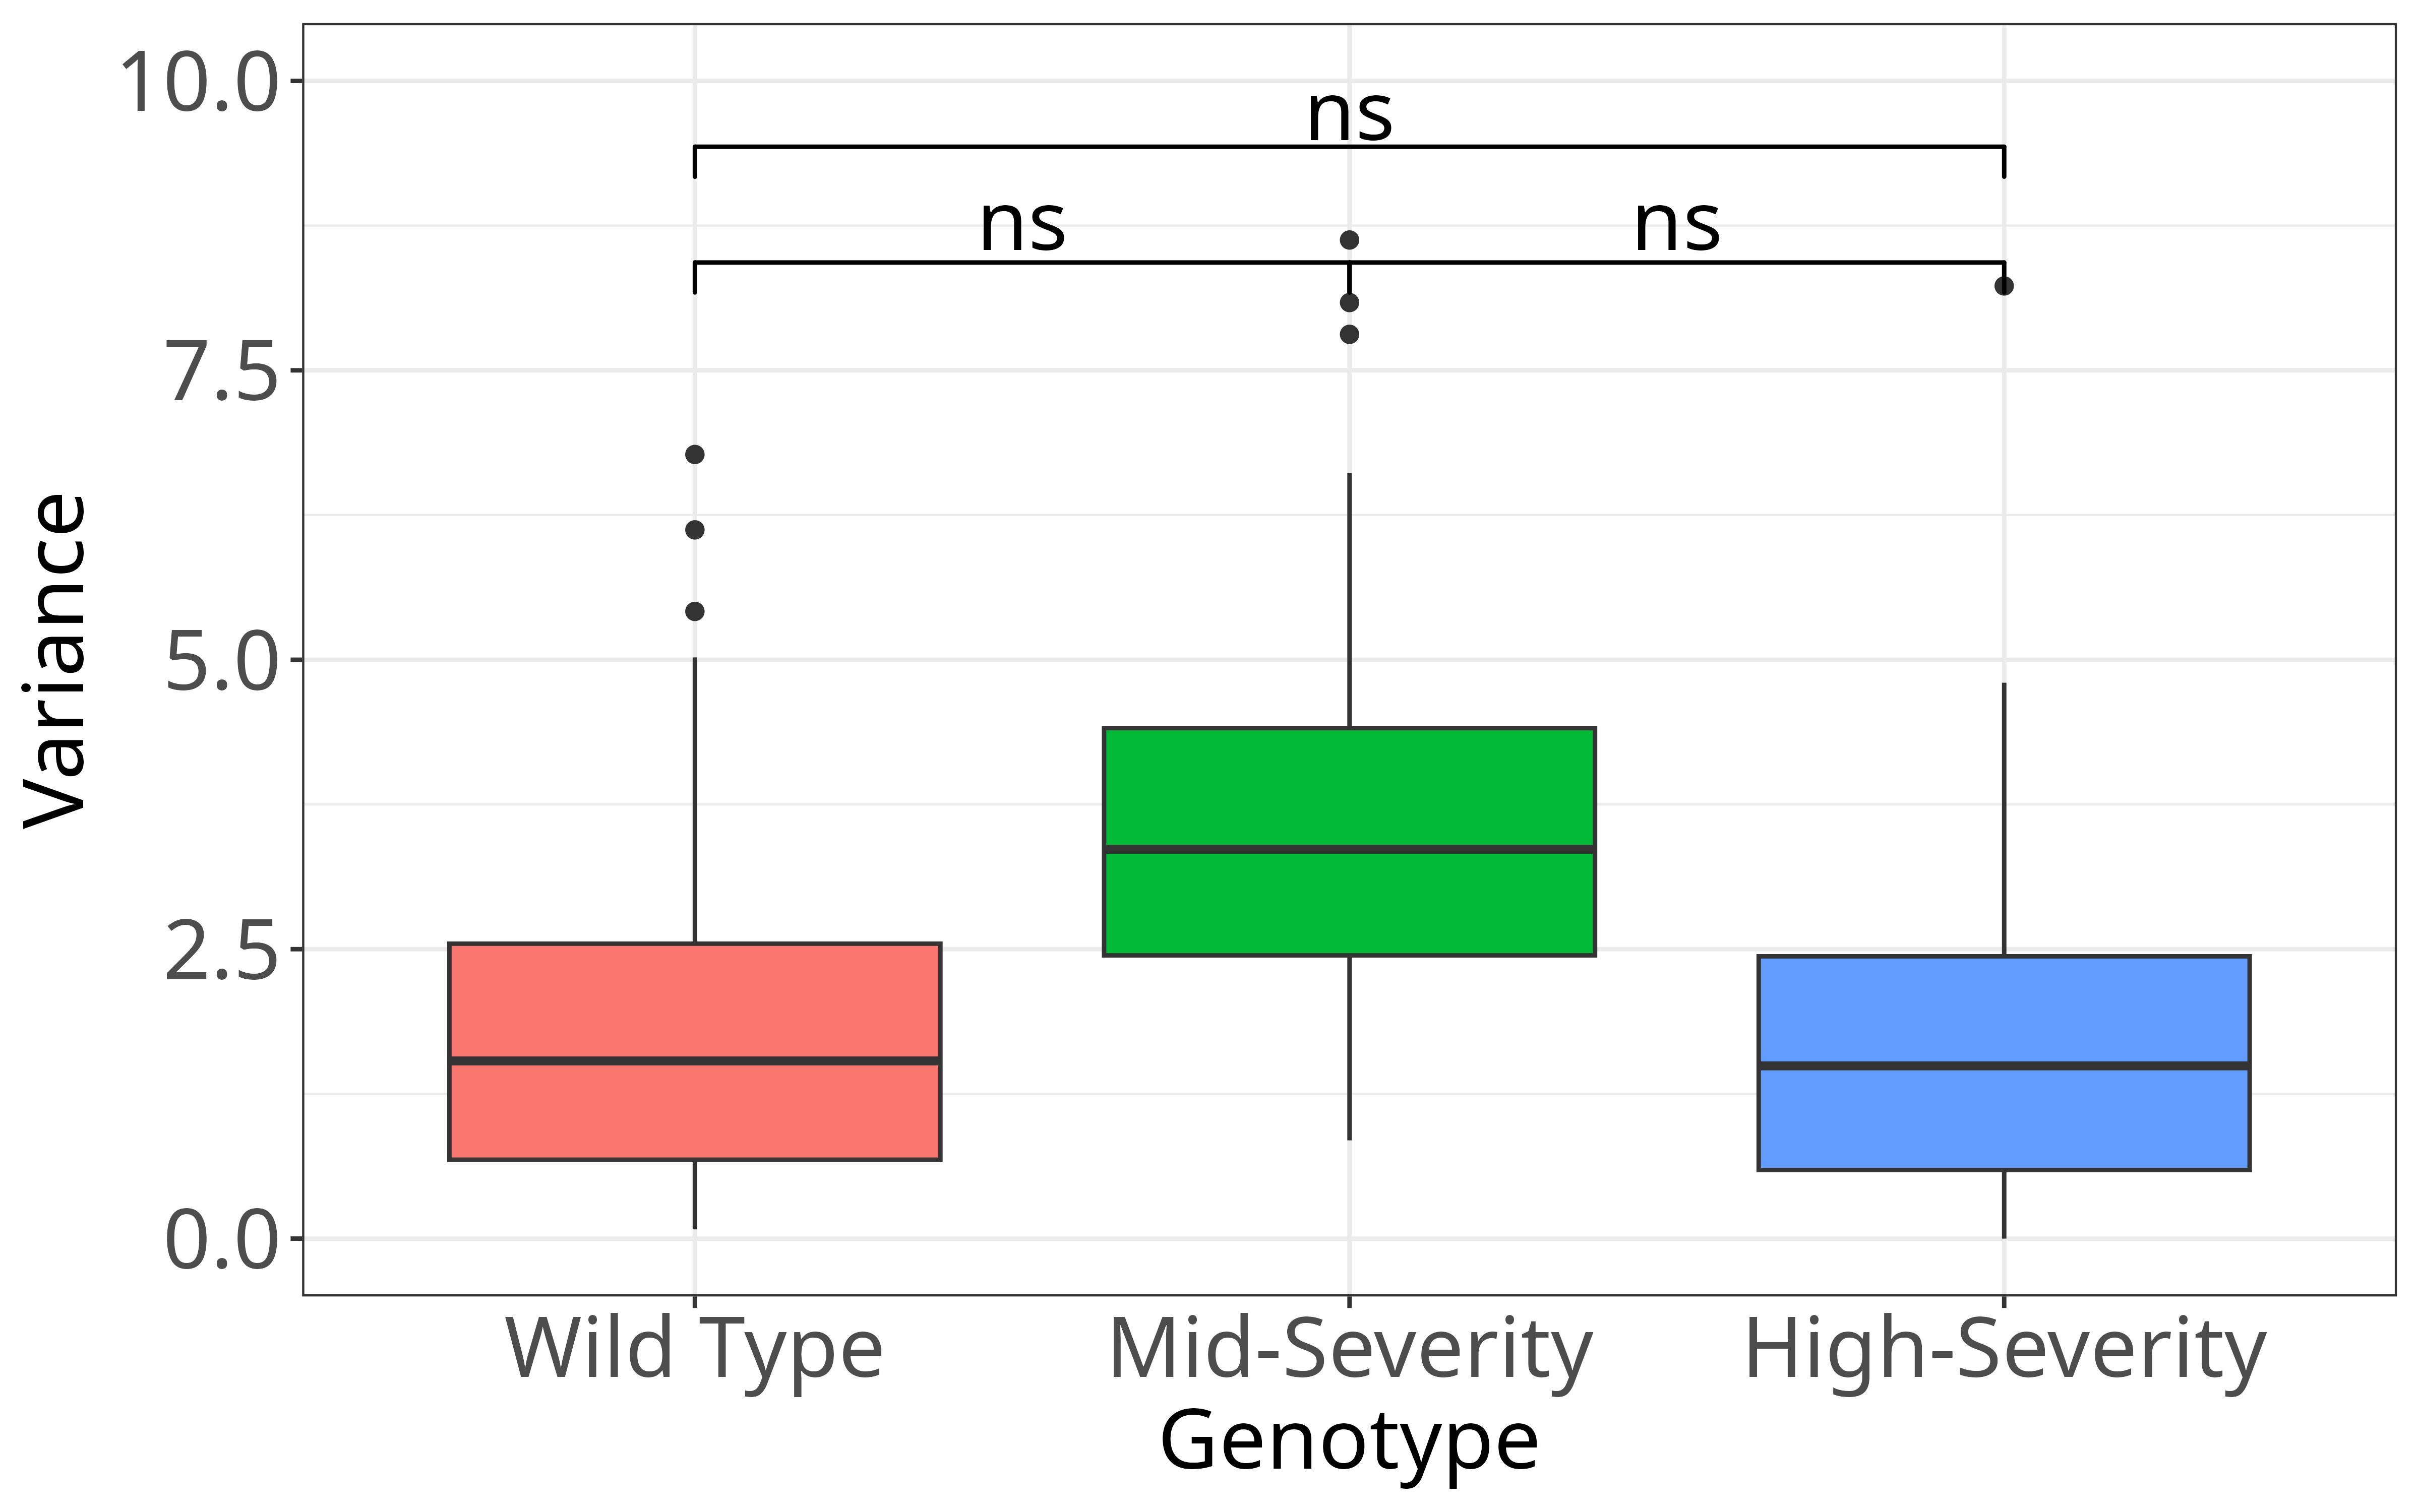 10.0
7.5
5.0
2.5
0.0
Variance
ns
ns ns
Wild Type Mid-Severity High-Severity
Genotype